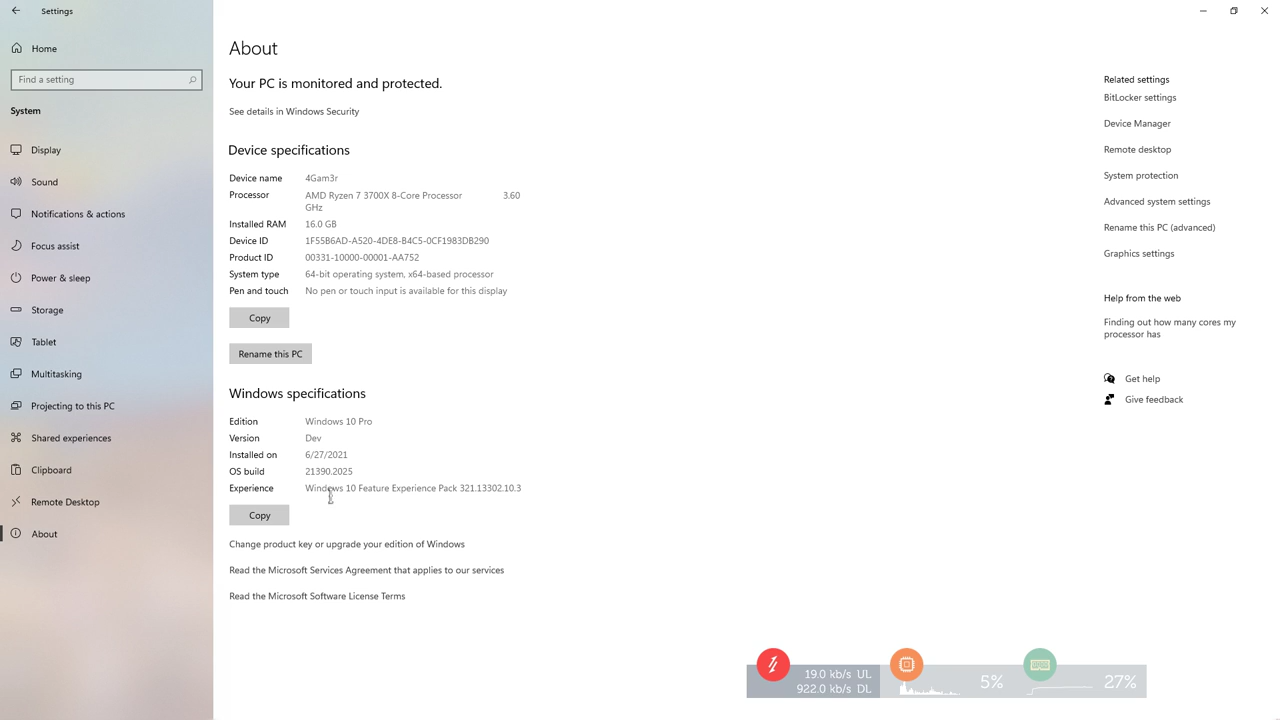 Settings
Home
Find a setting
System
Display
Sound
Notifications & actions
Focus assist
Power & sleep
Storage
Tablet
Multitasking
Projecting to this PC
Shared experiences
Clipboard
Remote Desktop
About
About
Your PC is monitored and protected.
See details in Windows Security
Device specifications
Device name 4Gam3r
Processor AMD Ryzen 7 3700X 8-Core Processor 3.60
GHz
Installed RAM 16.0 GB
Device ID 1F55B6AD-A520-4DE8-B4C5-0CF1983DB290
Product ID 00331-10000-00001-AA752
System type 64-bit operating system, x64-based processor
Pen and touch No pen or touch input is available for this display
Copy
Rename this PC
Windows specifications
Edition Windows 10 Pro
Version Dev
Installed on 6/27/2021
OS build 21390.2025
Experience Windows 10 Feature Experience Pack 321.13302.10.3
Copy
Change product key or upgrade your edition of Windows
Read the Microsoft Services Agreement that applies to our services
Read the Microsoft Software License Terms
Related settings
BitLocker settings
Device Manager
Remote desktop
System protection
Advanced system settings
Rename this PC (advanced)
Graphics settings
Help from the web
Finding out how many cores my
processor has
Get help
Give feedback
19.0 kb/s UL
922.0 kb/s DL
5%
27%